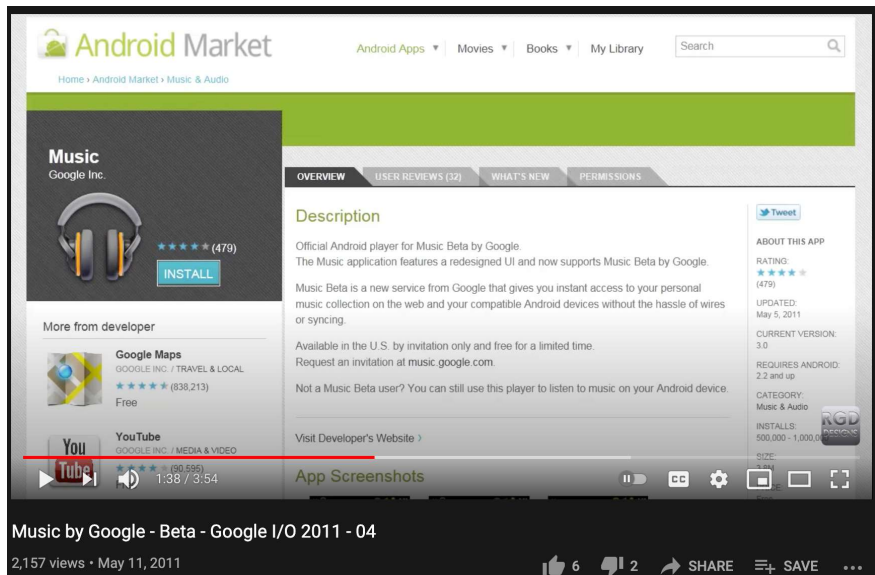 Android Market
Android Apps Movies Books My Library Search
Home › Android Market › Music & Audio
Music
Google Inc.
(479)
INSTALL
More from developer
Google Maps
GOOGLE INC. / TRAVEL & LOCAL
(838,213)
Free
YouTube
GOOGLE INC. / MEDIA & VIDEO
(90,595)
You
Tube
OVERVIEW USER REVIEWS (32) WHAT'S NEW PERMISSIONS
Description
Official Android player for Music Beta by Google.
The Music application features a redesigned UI and now supports Music Beta by Google.
Music Beta is a new service from Google that gives you instant access to your personal
music collection on the web and your compatible Android devices without the hassle of wires
or syncing.
Available in the U.S. by invitation only and free for a limited time.
Request an invitation at music.google.com.
Not a Music Beta user? You can still use this player to listen to music on your Android device.
Visit Developer's Website ›
App Screenshots
Tweet
ABOUT THIS APP
RATING:
(479)
UPDATED:
May 5, 2011
CURRENT VERSION:
3.0
REQUIRES ANDROID:
2.2 and up
CATEGORY:
Music & Audio
INSTALLS:
500,000 - 1,000,0
SIZE:
RGD
DESIGNS
1:38 / 3:54
CC
Music by Google - Beta - Google I/O 2011 - 04
2,157 views • May 11, 2011
6 2 SHARE SAVE